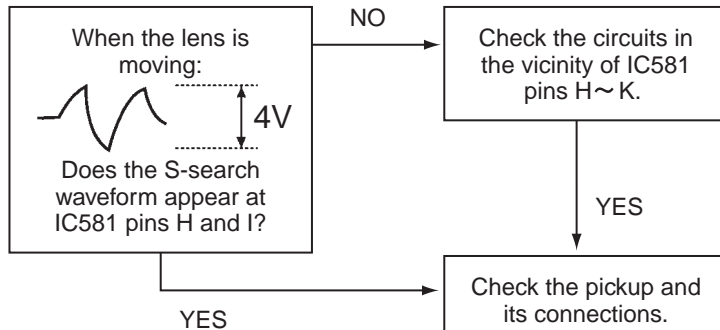 When the lens is
moving:
4V
Does the S-search
waveform appear at
IC581 pins H and I?
NO
Check the circuits in
the vicinity of IC581
pins H~K.
YES
Check the pickup and
its connections.
YES